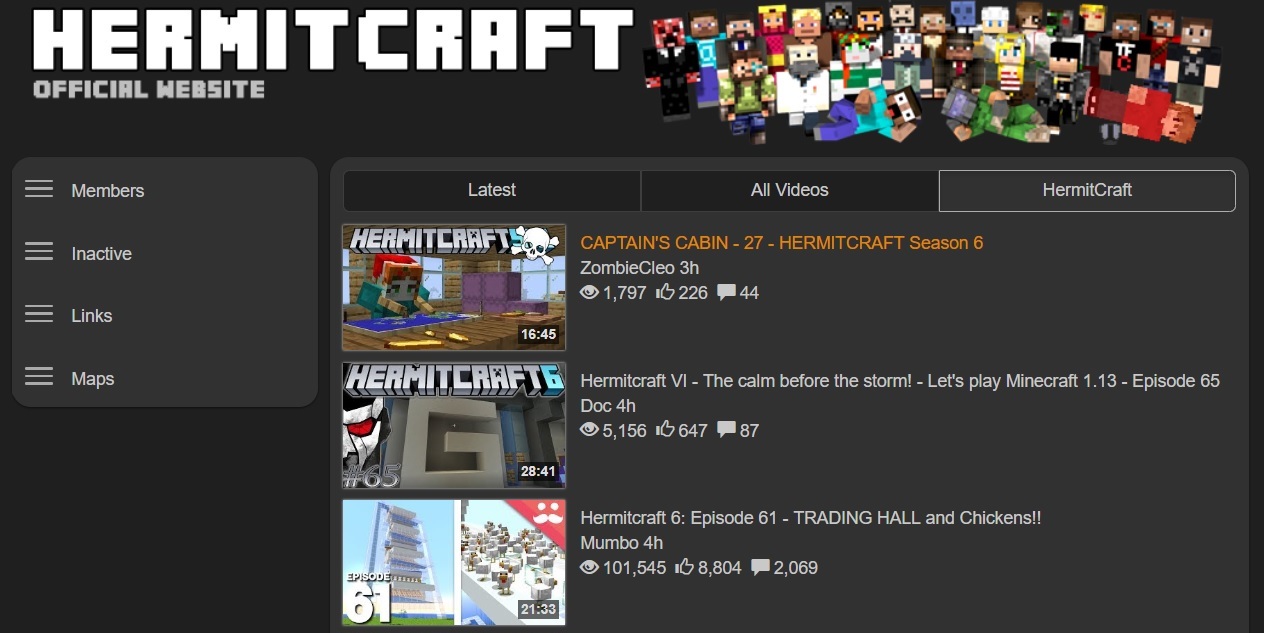 HERMITCRAFT
OFFICIAL WEBSITE
Members
Inactive
Links
Maps
Latest
All Videos
HermitCraft
HERMITCRAFT
16:45
CAPTAIN'S CABIN - 27 - HERMITCRAFT Season 6
ZombieCleo 3h
1,797 226 44
HERMITCRAFT6
G
#65
28:41
Hermitcraft VI - The calm before the storm! - Let's play Minecraft 1.13 - Episode 65
Doc 4h
5,156 647 87
EPISODE
61
21:33
Hermitcraft 6: Episode 61 - TRADING HALL and Chickens!!
Mumbo 4h
101,545 8,804 2,069